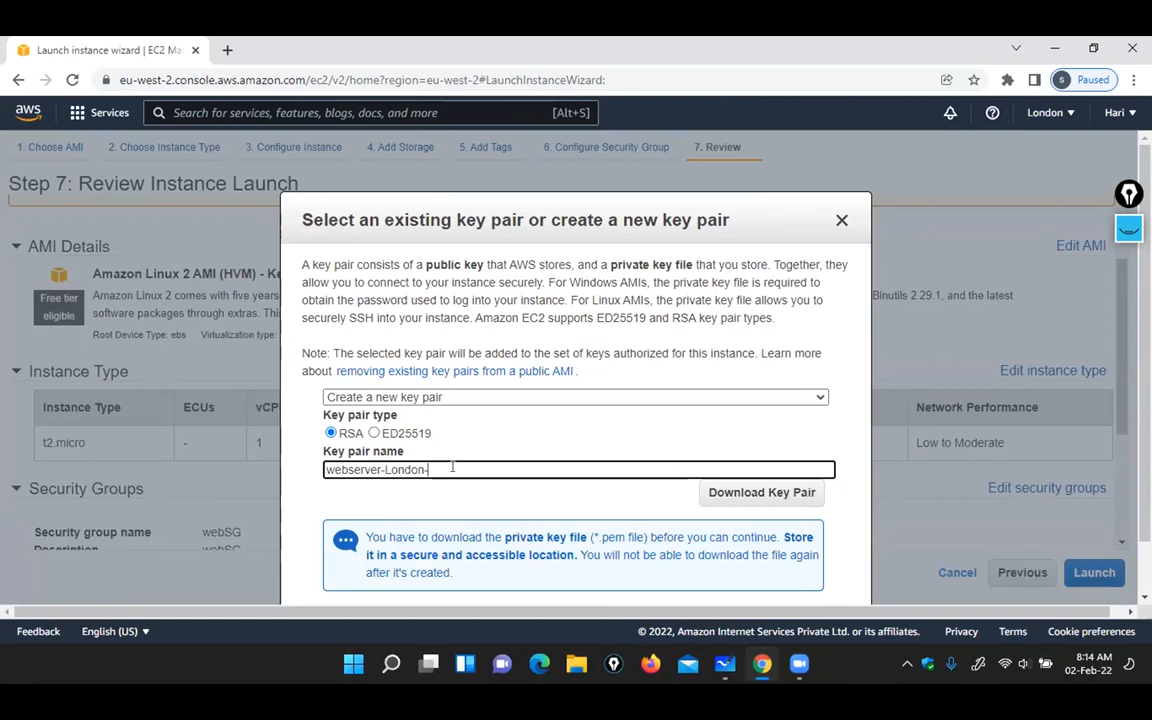 Launch instance wizard | EC2 Ma
eu-west-2.console.aws.amazon.com/ec2/v2/home?region=eu-west-2#LaunchInstanceWizard:
S Paused
aws Services Search for services, features, blogs, docs, and more [Alt+S] London Hari
1. Choose AMI 2. Choose Instance Type 3. Configure Instance 4. Add Storage 5. Add Tags 6. Configure Security Group 7. Review
Step 7: Review Instance Launch
Select an existing key pair or create a new key pair
AMI Details Edit AMI
Amazon Linux 2 AMI (HVM) - Ke
Free tier eligible
Amazon Linux 2 comes with five years Binutils 2.29.1, and the latest
software packages through extras. This
Root Device Type: ebs Virtualization type:
A key pair consists of a public key that AWS stores, and a private key file that you store. Together, they
allow you to connect to your instance securely. For Windows AMIs, the private key file is required to
obtain the password used to log into your instance. For Linux AMIs, the private key file allows you to
securely SSH into your instance. Amazon EC2 supports ED25519 and RSA key pair types.
Note: The selected key pair will be added to the set of keys authorized for this instance. Learn more
about removing existing key pairs from a public AMI .
Instance Type Edit instance type
Instance Type ECUs vCP Network Performance
t2.micro - 1 Low to Moderate
Create a new key pair
Key pair type
RSA ED25519
Key pair name
webserver-London-
Download Key Pair
Security Groups Edit security groups
Security group name webSG
Description webSG
You have to download the private key file (*.pem file) before you can continue. Store
it in a secure and accessible location. You will not be able to download the file again
after it's created.
Cancel Previous Launch
Feedback English (US) © 2022, Amazon Internet Services Private Ltd. or its affiliates. Privacy Terms Cookie preferences
8:14 AM
02-Feb-22